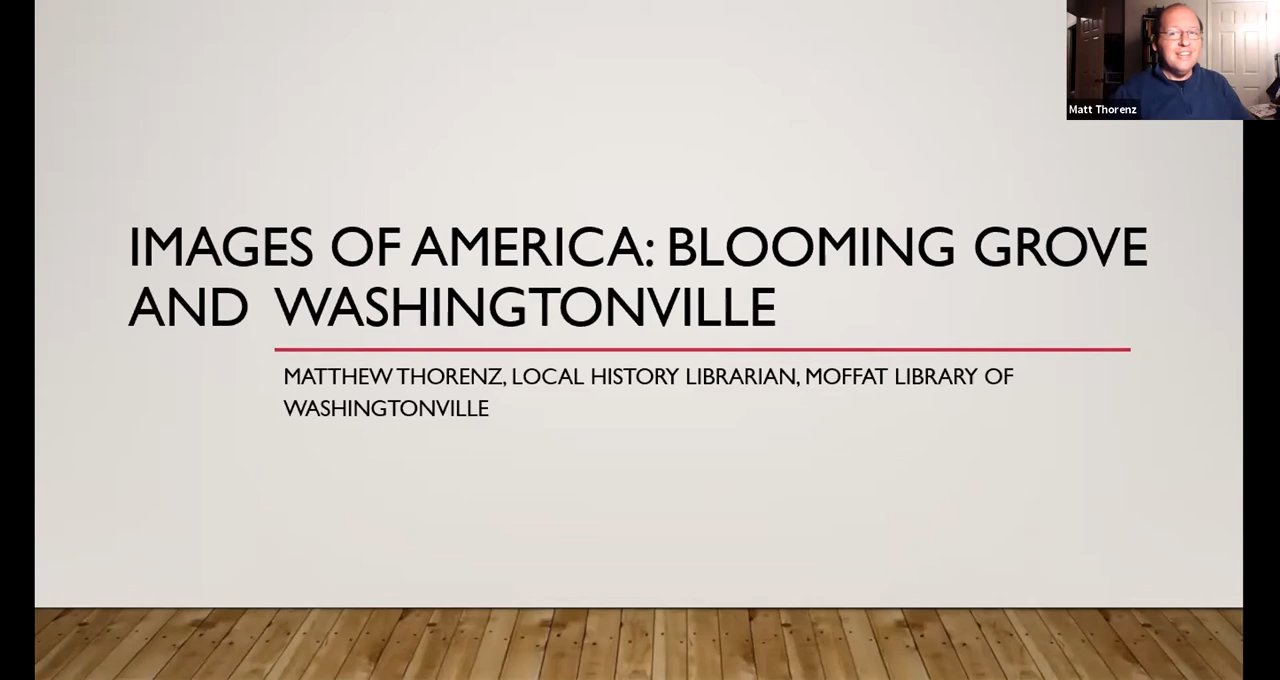 Matt Thorenz
IMAGES OF AMERICA: BLOOMING GROVE
AND WASHINGTONVILLE
MATTHEW THORENZ, LOCAL HISTORY LIBRARIAN, MOFFAT LIBRARY OF
WASHINGTONVILLE